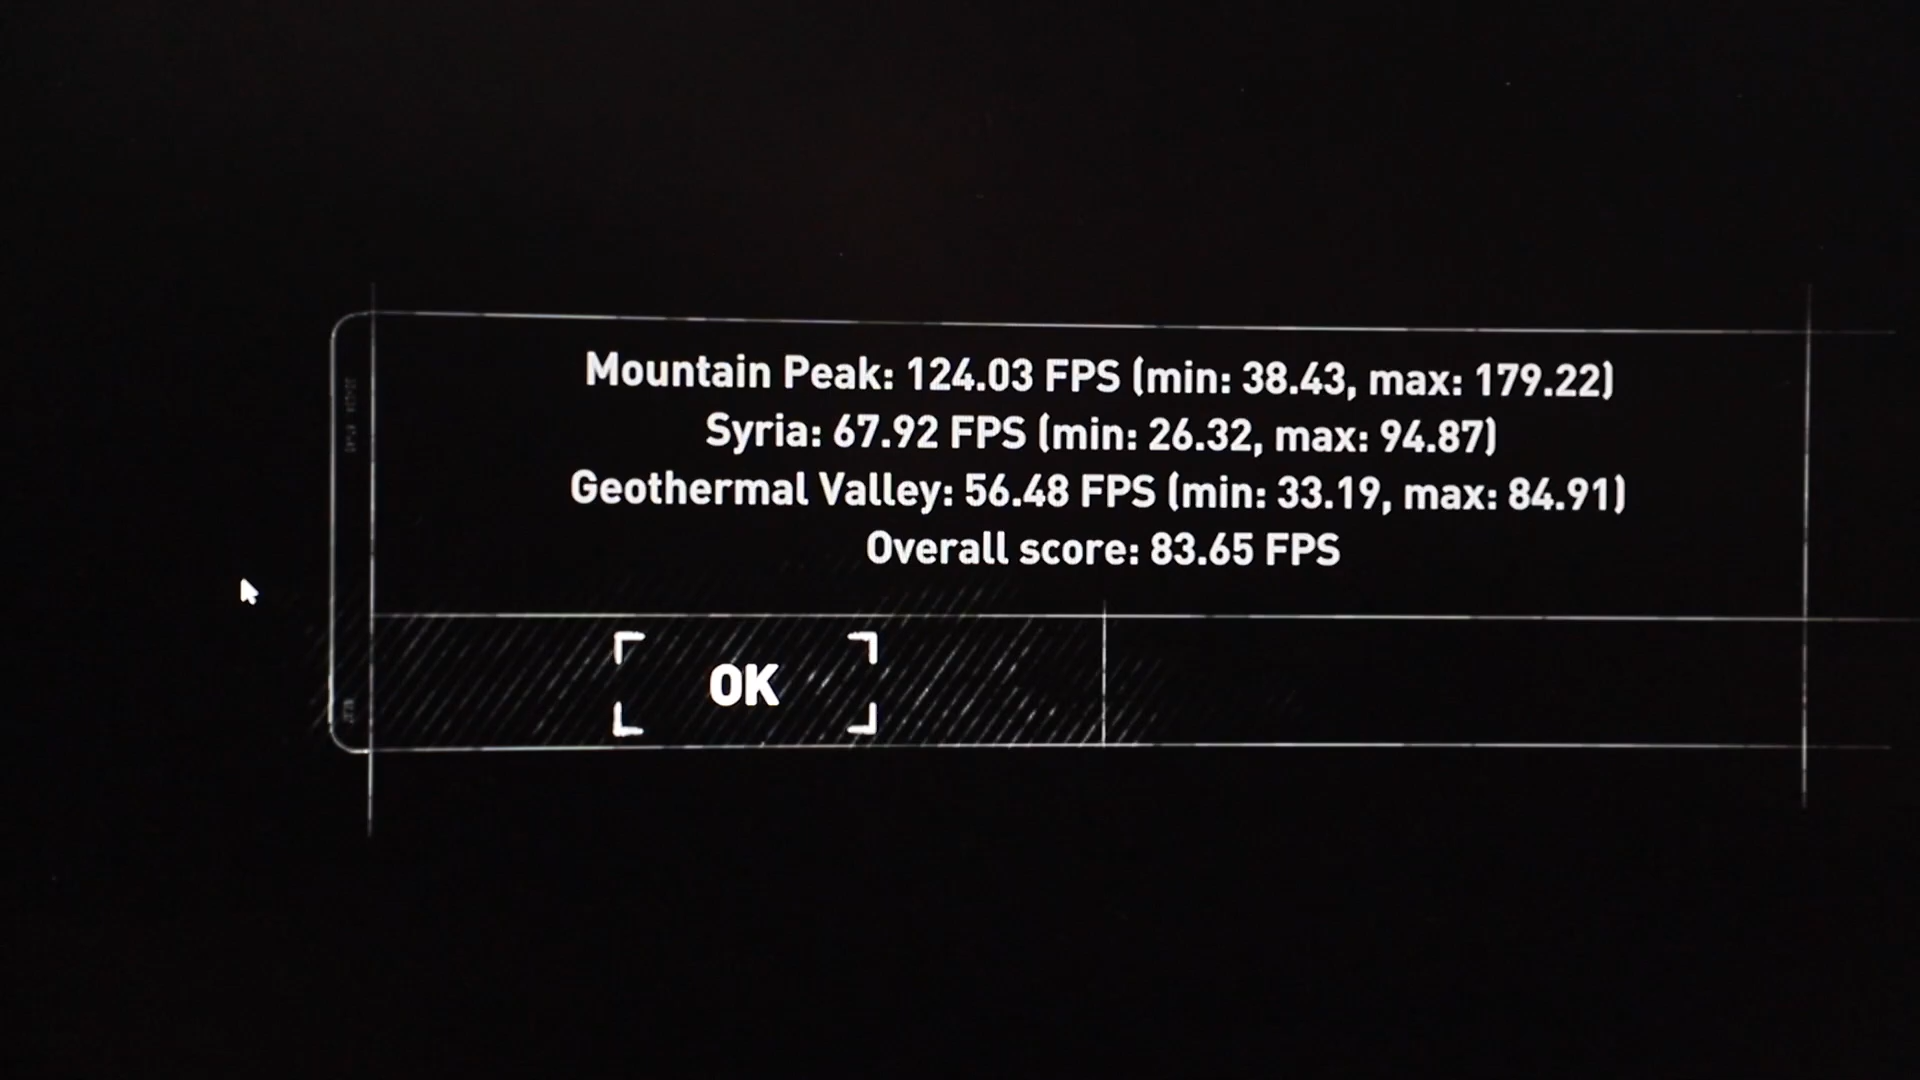 Mountain Peak: 124.03 FPS (min: 38.43, max: 179.22)
Syria: 67.92 FPS (min: 26.32, max: 94.87)
Geothermal Valley: 56.48 FPS (min: 33.19, max: 84.91)
Overall score: 83.65 FPS
OK